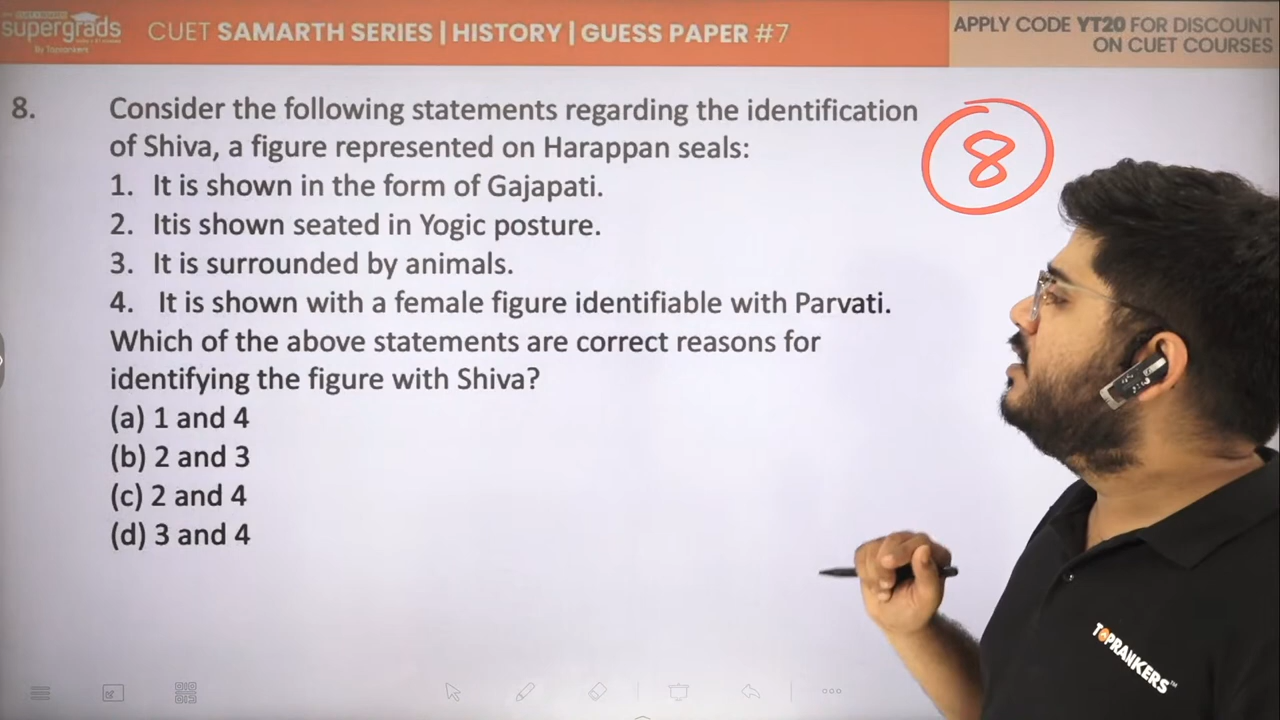 supergrads
By Toprankers
CUET SAMARTH SERIES | HISTORY | GUESS PAPER #7
APPLY CODE YT20 FOR DISCOUNT
ON CUET COURSES
8. Consider the following statements regarding the identification
of Shiva, a figure represented on Harappan seals:
1. It is shown in the form of Gajapati.
2. Itis shown seated in Yogic posture.
3. It is surrounded by animals.
4. It is shown with a female figure identifiable with Parvati.
Which of the above statements are correct reasons for
identifying the figure with Shiva?
(a) 1 and 4
(b) 2 and 3
(c) 2 and 4
(d) 3 and 4
8
TOPRANKERS